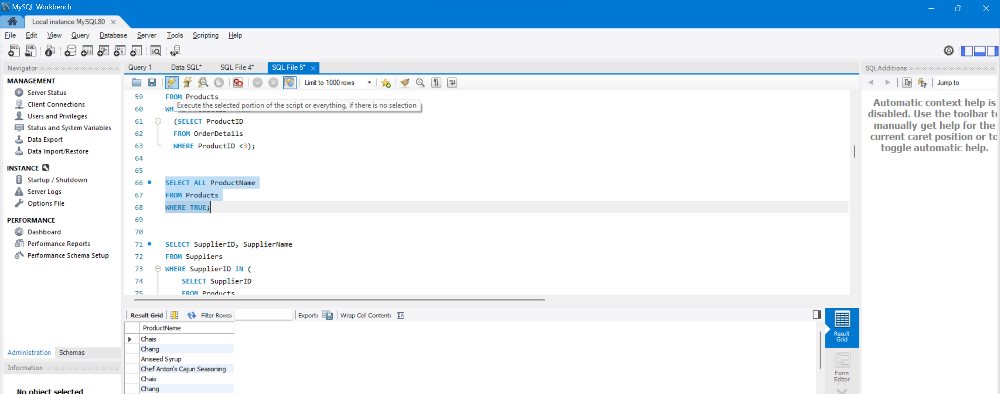 MySQL Workbench
Local instance MySQL80
File Edit View Query Database Server Tools Scripting Help
Navigator
MANAGEMENT
Server Status
Client Connections
Users and Privileges
Status and System Variables
Data Export
Data Import/Restore
INSTANCE
Startup / Shutdown
Server Logs
Options File
PERFORMANCE
Dashboard
Performance Reports
Performance Schema Setup
Administration Schemas
Information
No object selected
Query 1 Data SQL* SQL File 4* SQL File 5*
Limit to 1000 rows
59 FROM Products
Execute the selected portion of the script or everything, if there is no selection
60
61 (SELECT ProductID
62 FROM OrderDetails
63 WHERE ProductID <3);
64
65
66 SELECT ALL ProductName
67 FROM Products
68 WHERE TRUE;
69
70
71 SELECT SupplierID, SupplierName
72 FROM Suppliers
73 WHERE SupplierID IN (
74 SELECT SupplierID
75 FROM Products
Result Grid Filter Rows: Export: Wrap Cell Content:
ProductName
Chais
Chang
Aniseed Syrup
Chef Anton's Cajun Seasoning
Chais
Chang
Result
Grid
Form
Editor
SQLAdditions
Jump to
Automatic context help is
disabled. Use the toolbar to
manually get help for the
current caret position or to
toggle automatic help.